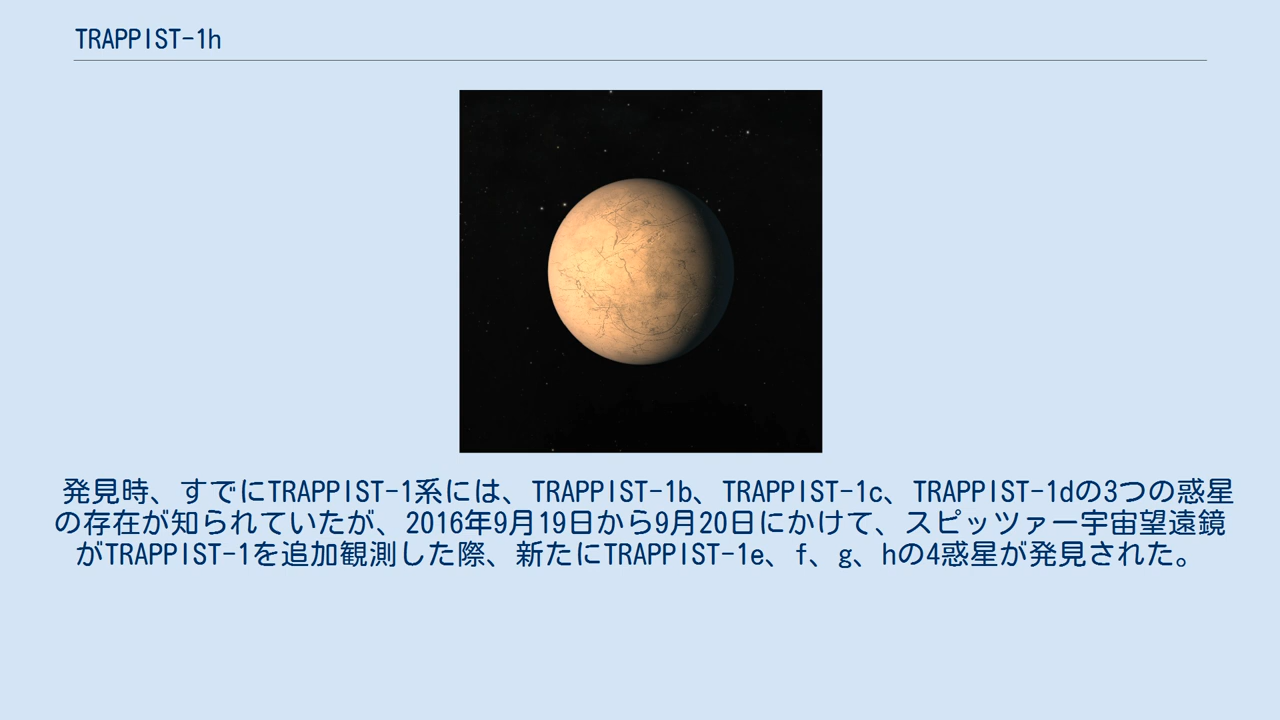 TRAPPIST-1h
発見時、すでにTRAPPIST-1系には、TRAPPIST-1b、TRAPPIST-1c、TRAPPIST-1dの3つの惑星
の存在が知られていたが、2016年9月19日から9月20日にかけて、スピッツァー宇宙望遠鏡
がTRAPPIST-1を追加観測した際、新たにTRAPPIST-1e、f、g、hの4惑星が発見された。